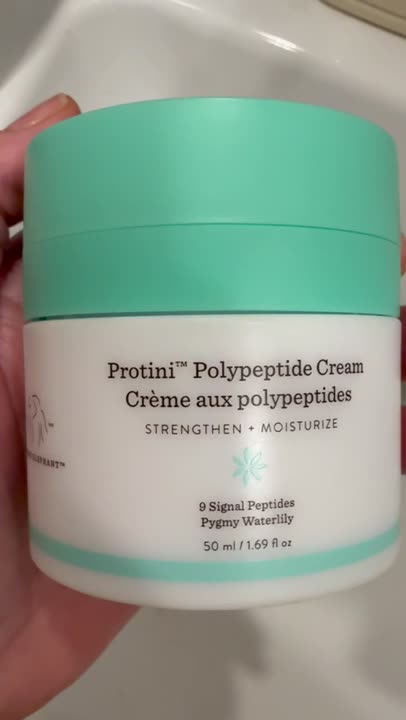 Protini™ Polypeptide Cream
Crème aux polypeptides
STRENGTHEN + MOISTURIZE
ELEPHANT™
9 Signal Peptides
Pygmy Waterlily
50 ml / 1.69 fl oz